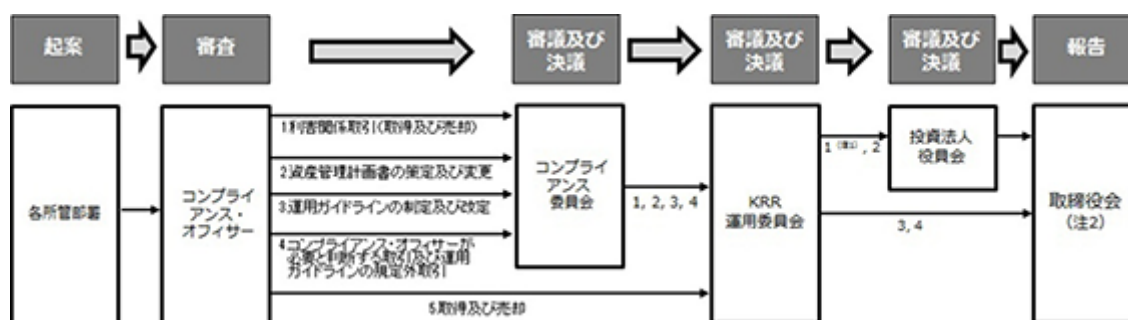 起案
審査
審議及び
決議
審議及び
決議
審議及び
決議
報告
各所管部署
コンプライ
アンス・
オフィサー
1利害関係取引(取得及び売却)
2資産管理計画書の策定及び変更
3運用ガイドラインの制定及び改定
4コンプライアンス・オフィサーが
必要と判断する取引及び運用
ガイドラインの規定外取引
5取得及び売却
コンプライ
アンス
委員会
1, 2, 3, 4
KRR
運用委員会
1（注1）, 2
3, 4
投資法人
役員会
取締役会
(注2)